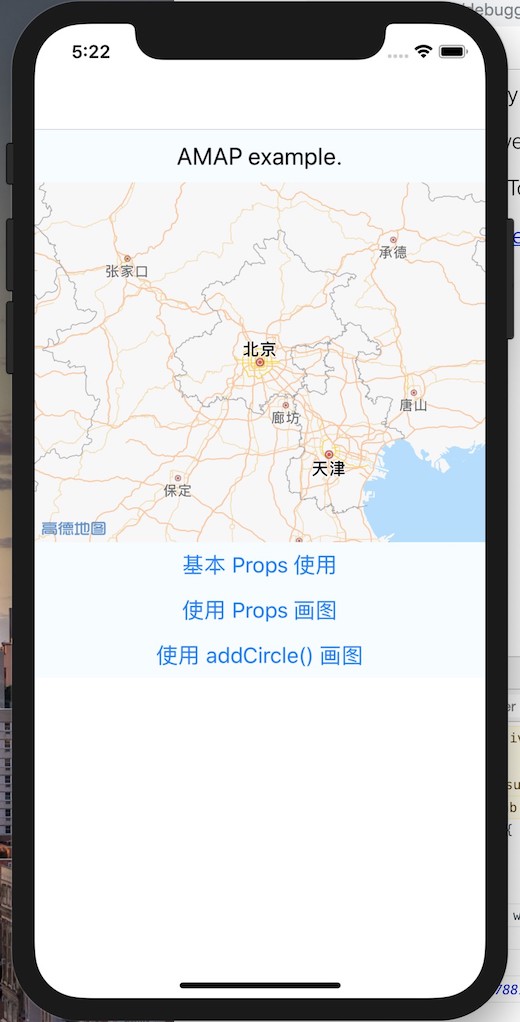 5:22
debugg
AMAP example.
承德
张家口
北京
唐山
廊坊
天津
保定
高德地图
基本 Props 使用
使用 Props 画图
使用 addCircle() 画图
788